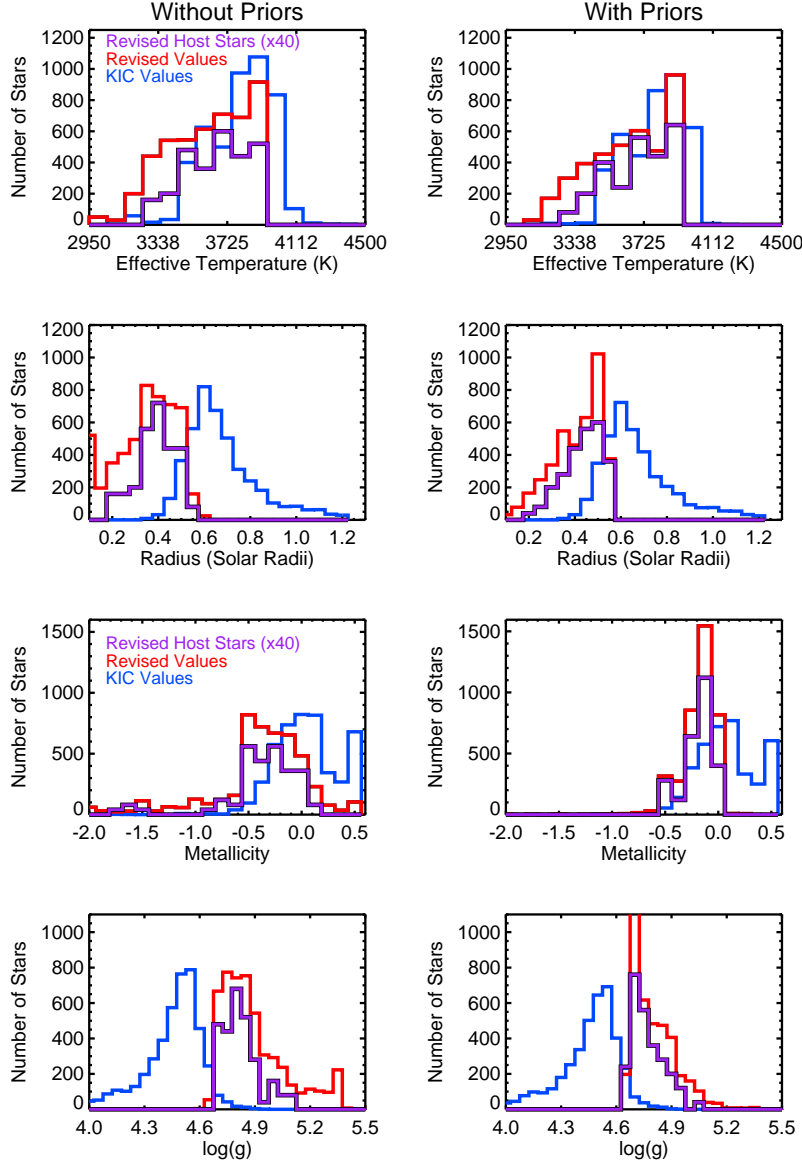 Without Priors
With Priors
Revised Host Stars (x40)
Revised Values
KIC Values
Number of Stars
1200
1000
800
600
400
200
0
2950 3338 3725 4112 4500
Effective Temperature (K)
Number of Stars
1200
1000
800
600
400
200
0
2950 3338 3725 4112 4500
Effective Temperature (K)
Number of Stars
1200
1000
800
600
400
200
0
0.2 0.4 0.6 0.8 1.0 1.2
Radius (Solar Radii)
Number of Stars
1200
1000
800
600
400
200
0
0.2 0.4 0.6 0.8 1.0 1.2
Radius (Solar Radii)
Revised Host Stars (x40)
Revised Values
KIC Values
Number of Stars
1500
1000
500
0
-2.0 -1.5 -1.0 -0.5 0.0 0.5
Metallicity
Number of Stars
1500
1000
500
0
-2.0 -1.5 -1.0 -0.5 0.0 0.5
Metallicity
Number of Stars
1000
800
600
400
200
0
4.0 4.3 4.6 4.9 5.2 5.5
log(g)
Number of Stars
1000
800
600
400
200
0
4.0 4.3 4.6 4.9 5.2 5.5
log(g)